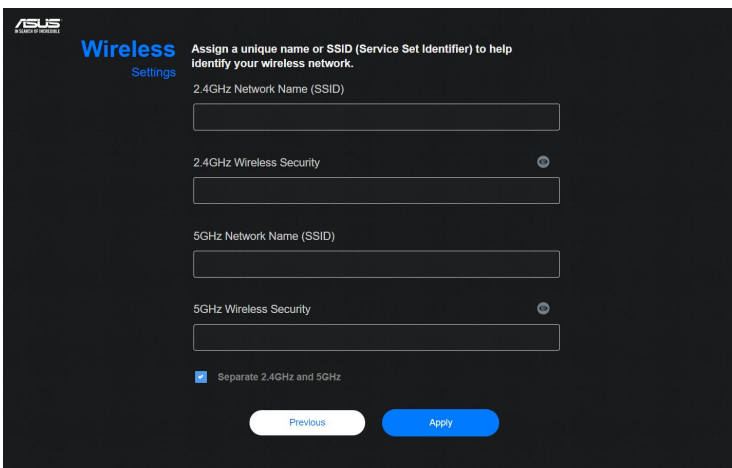 ASUS
IN SEARCH OF INCREDIBLE
Wireless
Settings
Assign a unique name or SSID (Service Set Identifier) to help
identify your wireless network.
2.4GHz Network Name (SSID)
2.4GHz Wireless Security
5GHz Network Name (SSID)
5GHz Wireless Security
Separate 2.4GHz and 5GHz
Previous
Apply